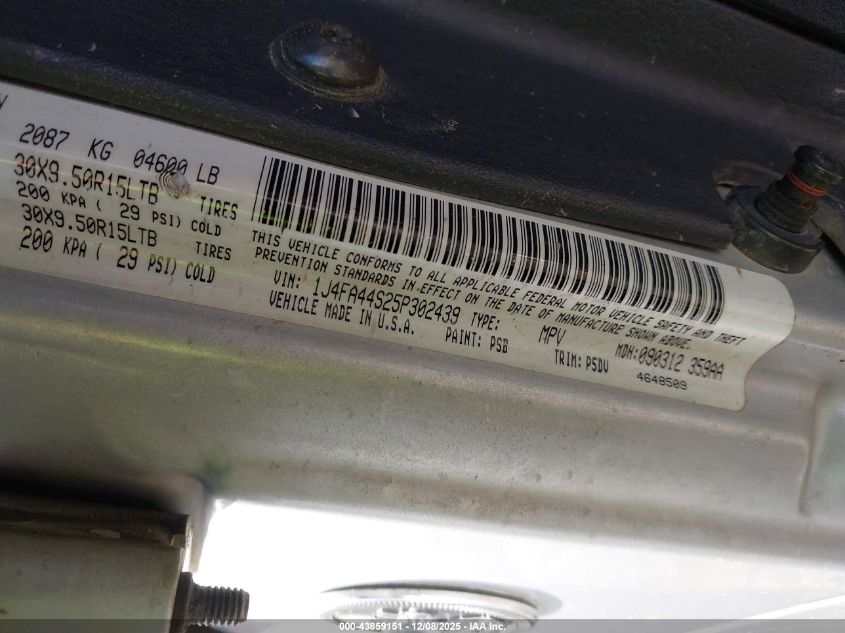 2087 KG 04600 LB
30X9.50R15LTB TIRES
200 KPA ( 29 PSI) COLD
30X9.50R15LTB TIRES
200 KPA ( 29 PSI) COLD
THIS VEHICLE CONFORMS TO ALL APPLICABLE FEDERAL MOTOR VEHICLE SAFETY AND THEFT
PREVENTION STANDARDS IN EFFECT ON THE DATE OF MANUFACTURE SHOWN ABOVE.
VIN: 1J4FA44S25P302439 TYPE: MPV MDH:090312 359AA
VEHICLE MADE IN U.S.A. PAINT: PSB TRIM: P5DV
4648509
000-43859151 - 12/08/2025 - IAA Inc.